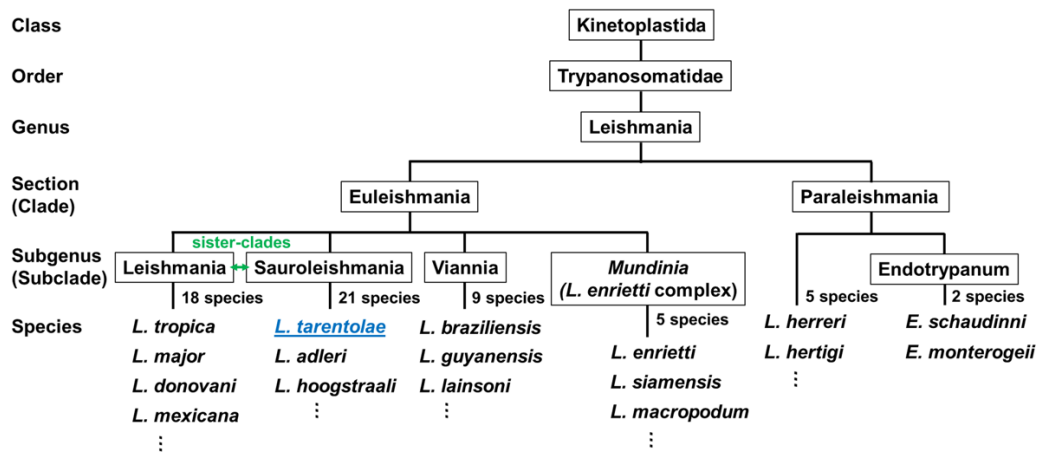 Class
Kinetoplastida
Order
Trypanosomatidae
Genus
Leishmania
Section
(Clade)
Euleishmania
Paraleishmania
sister-clades
Subgenus
(Subclade)
Leishmania
Sauroleishmania
Viannia
Mundinia
(L. enrietti complex)
Endotrypanum
18 species
21 species
9 species
5 species
5 species
2 species
Species
L. tropica
L. major
L. donovani
L. mexicana
L. tarentolae
L. adleri
L. hoogstraali
L. braziliensis
L. guyanensis
L. lainsoni
L. enrietti
L. siamensis
L. macropodum
L. herreri
L. hertigi
E. schaudinni
E. monterogeii